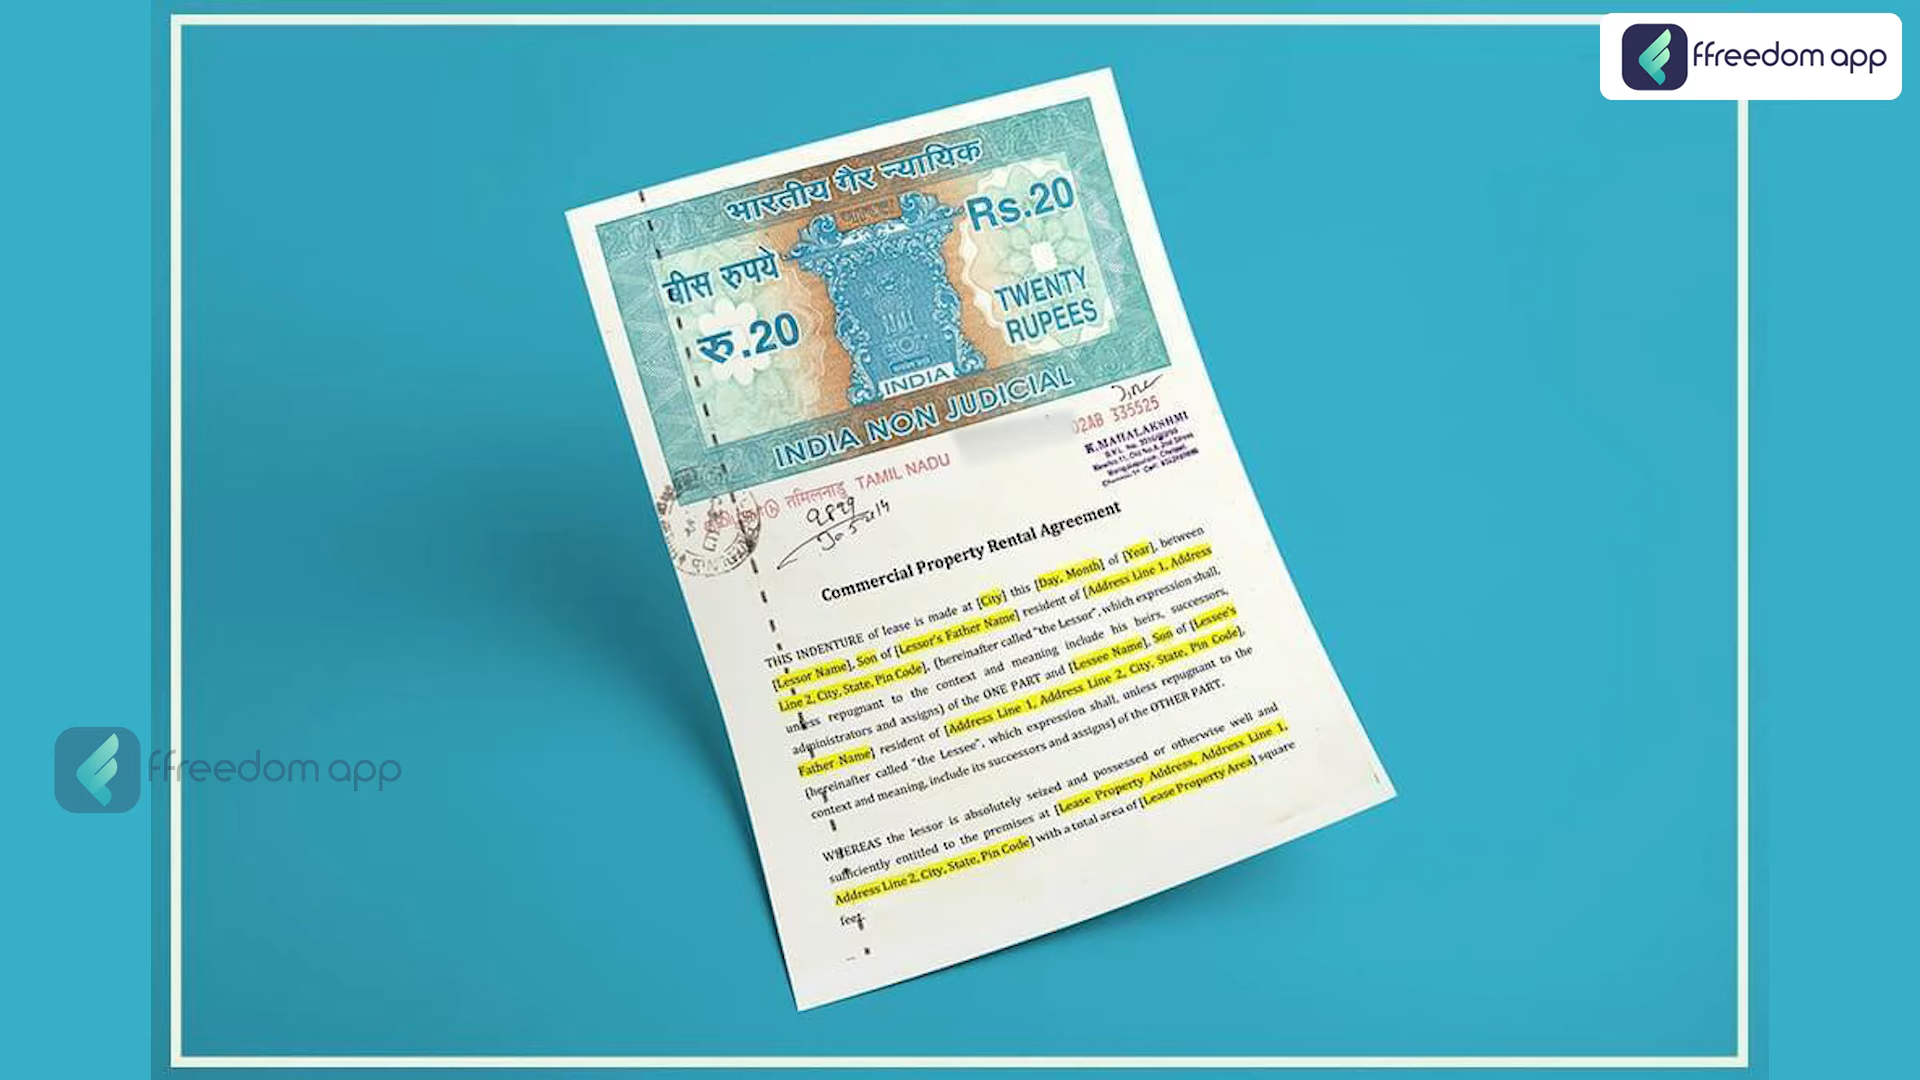 ffreedom app
भारतीय गैर न्यायिक
बीस रुपये
रु.20
Rs.20
TWENTY
RUPEES
INDIA
INDIA NON JUDICIAL
तमिलनाडु TAMIL NADU
02AB 335525
K.MAHALAKSHMI
Commercial Property Rental Agreement
THIS INDENTURE of lease is made at [City] this [Day, Month] of [Year], between
[Lessor Name], Son of [Lessor's Father Name] resident of [Address Line 1, Address
Line 2, City, State, Pin Code], (hereinafter called "the Lessor", which expression shall,
unless repugnant to the context and meaning include his heirs, successors,
administrators and assigns) of the ONE PART and [Lessee Name], Son of [Lessee's
Father Name] resident of [Address Line 1, Address Line 2, City, State, Pin Code],
(hereinafter called "the Lessee", which expression shall, unless repugnant to the
context and meaning, include its successors and assigns) of the OTHER PART.
WHEREAS the lessor is absolutely seized and possessed or otherwise well and
sufficiently entitled to the premises at [Lease Property Address, Address Line 1,
Address Line 2, City, State, Pin Code] with a total area of [Lease Property Area] square
feet
ffreedom app